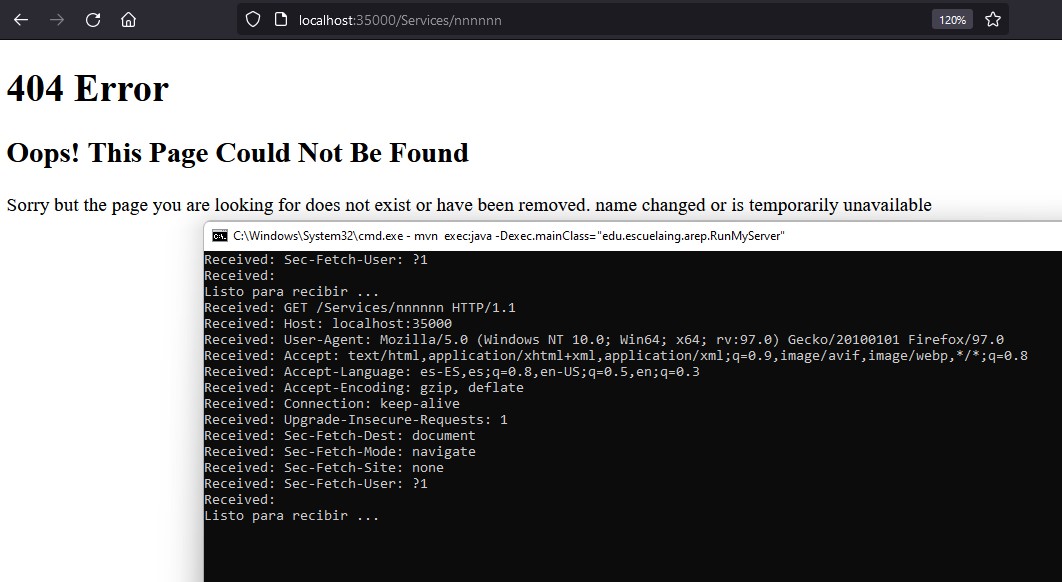 localhost:35000/Services/nnnnnn
120%
404 Error
Oops! This Page Could Not Be Found
Sorry but the page you are looking for does not exist or have been removed. name changed or is temporarily unavailable
C:\Windows\System32\cmd.exe - mvn  exec:java -Dexec.mainClass="edu.escuelaing.arep.RunMyServer"
Received: Sec-Fetch-User: ?1
Received:
Listo para recibir ...
Received: GET /Services/nnnnnn HTTP/1.1
Received: Host: localhost:35000
Received: User-Agent: Mozilla/5.0 (Windows NT 10.0; Win64; x64; rv:97.0) Gecko/20100101 Firefox/97.0
Received: Accept: text/html,application/xhtml+xml,application/xml;q=0.9,image/avif,image/webp,*/*;q=0.8
Received: Accept-Language: es-ES,es;q=0.8,en-US;q=0.5,en;q=0.3
Received: Accept-Encoding: gzip, deflate
Received: Connection: keep-alive
Received: Upgrade-Insecure-Requests: 1
Received: Sec-Fetch-Dest: document
Received: Sec-Fetch-Mode: navigate
Received: Sec-Fetch-Site: none
Received: Sec-Fetch-User: ?1
Received:
Listo para recibir ...